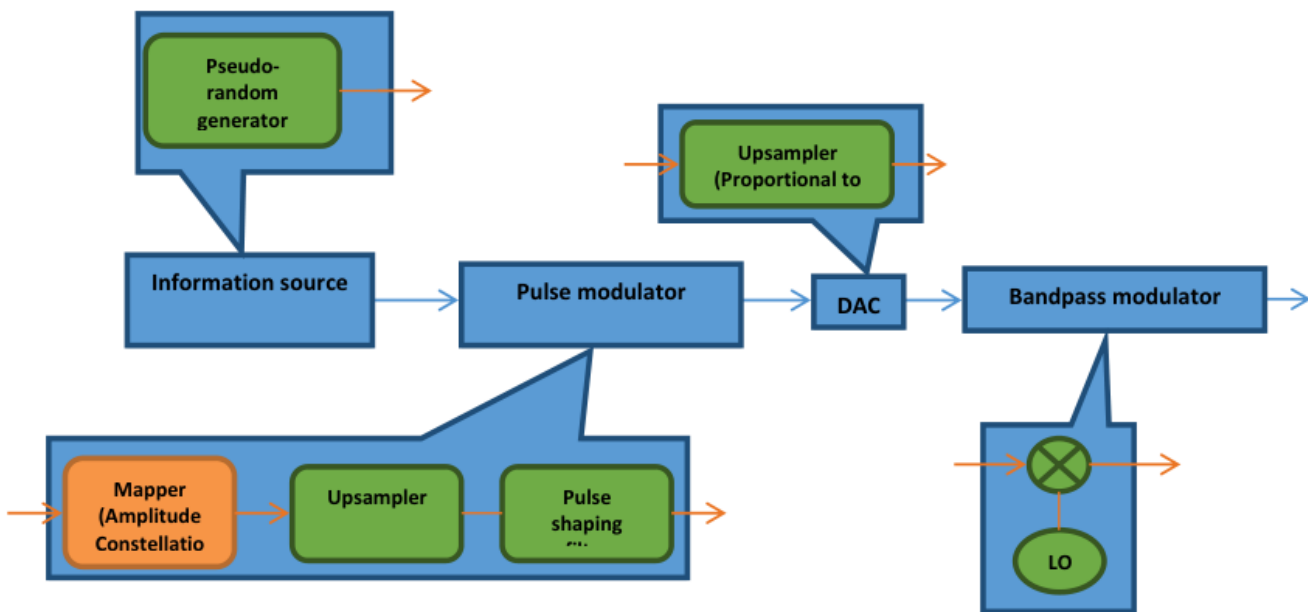 Pseudo-
random
generator
Upsampler
(Proportional to
Information source
Pulse modulator
DAC
Bandpass modulator
Mapper
(Amplitude
Constellatio
Upsampler
Pulse
shaping
LO